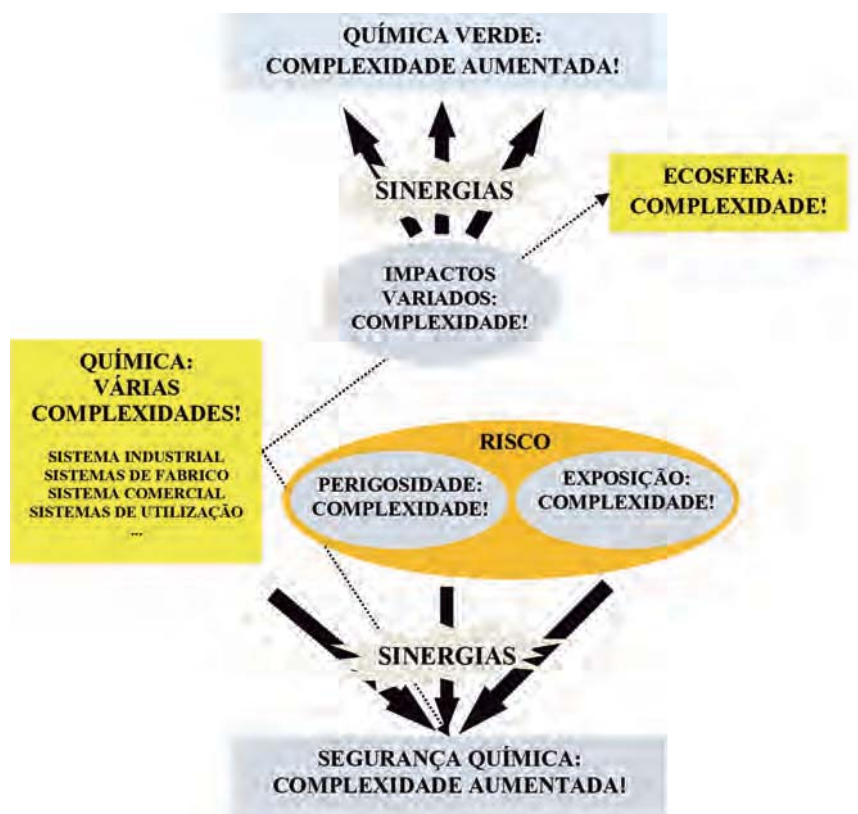 QUÍMICA VERDE:
COMPLEXIDADE AUMENTADA!
SINERGIAS
ECOSFERA:
COMPLEXIDADE!
IMPACTOS
VARIADOS:
COMPLEXIDADE!
QUÍMICA:
VÁRIAS
COMPLEXIDADES!
SISTEMA INDUSTRIAL
SISTEMAS DE FABRICO
SISTEMA COMERCIAL
SISTEMAS DE UTILIZAÇÃO
...
RISCO
PERIGOSIDADE:
COMPLEXIDADE!
EXPOSIÇÃO:
COMPLEXIDADE!
SINERGIAS
SEGURANÇA QUÍMICA:
COMPLEXIDADE AUMENTADA!